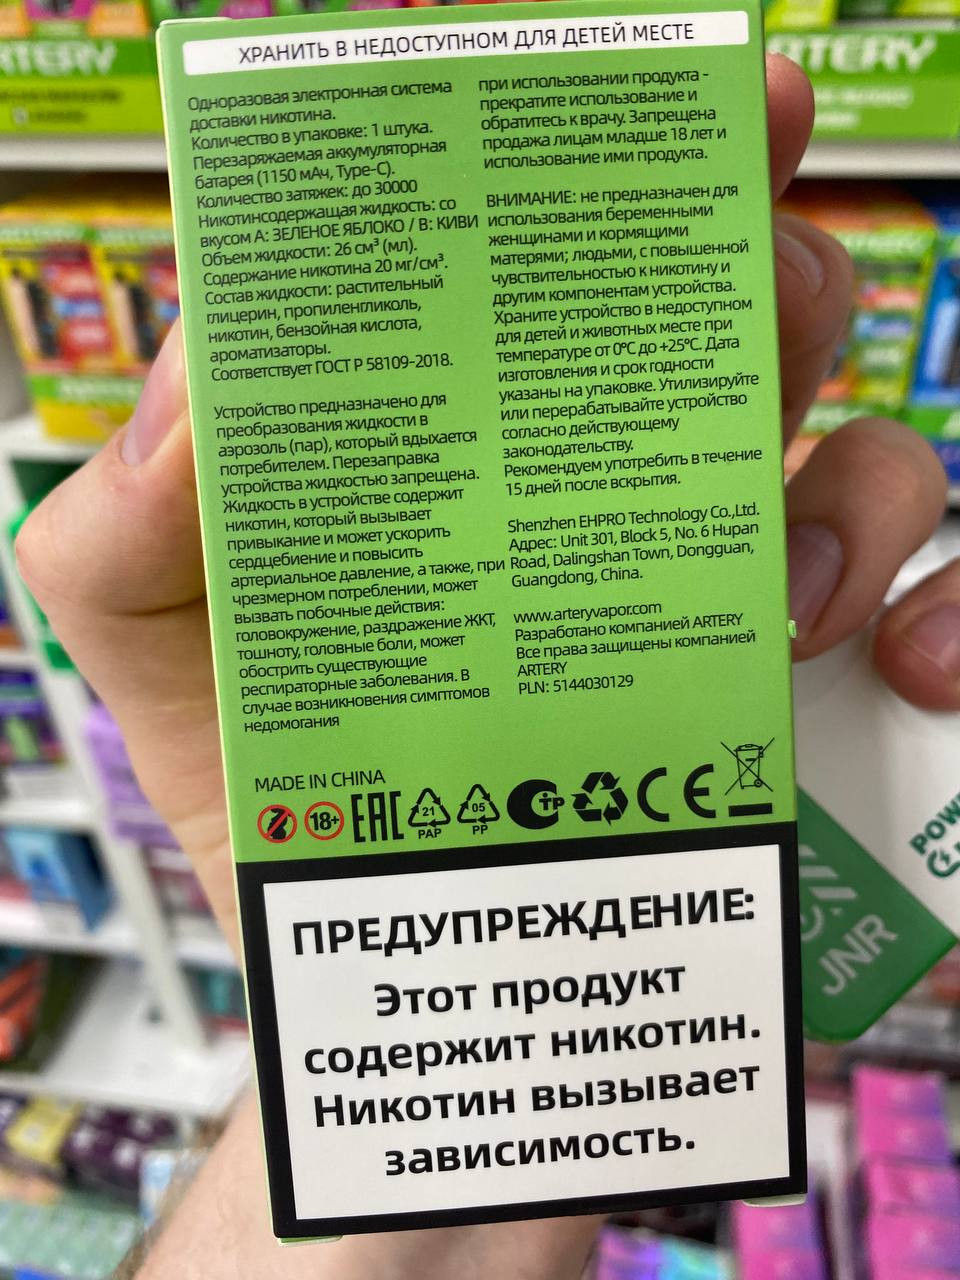 ХРАНИТЬ В НЕДОСТУПНОМ ДЛЯ ДЕТЕЙ МЕСТЕ
Одноразовая электронная система
доставки никотина.
Количество в упаковке: 1 штука.
Перезаряжаемая аккумуляторная
батарея (1150 мАч, Type-C).
Количество затяжек: до 30000
Никотинсодержащая жидкость: со
вкусом А: ЗЕЛЕНОЕ ЯБЛОКО / В: КИВИ
Объем жидкости: 26 см³ (мл).
Содержание никотина 20 мг/см³.
Состав жидкости: растительный
глицерин, пропиленгликоль,
никотин, бензойная кислота,
ароматизаторы.
Соответствует ГОСТ Р 58109-2018.
Устройство предназначено для
преобразования жидкости в
аэрозоль (пар), который вдыхается
потребителем. Перезаправка
устройства жидкостью запрещена.
Жидкость в устройстве содержит
никотин, который вызывает
привыкание и может ускорить
сердцебиение и повысить
артериальное давление, а также, при
чрезмерном потреблении, может
вызвать побочные действия:
головокружение, раздражение ЖКТ,
тошноту, головные боли, может
обострить существующие
респираторные заболевания. В
случае возникновения симптомов
недомогания
при использовании продукта -
прекратите использование и
обратитесь к врачу. Запрещена
продажа лицам младше 18 лет и
использование ими продукта.
ВНИМАНИЕ: не предназначен для
использования беременными
женщинами и кормящими
матерями; людьми, с повышенной
чувствительностью к никотину и
другим компонентам устройства.
Храните устройство в недоступном
для детей и животных месте при
температуре от 0°С до +25°С. Дата
изготовления и срок годности
указаны на упаковке. Утилизируйте
или перерабатывайте устройство
согласно действующему
законодательству.
Рекомендуем употребить в течение
15 дней после вскрытия.
Shenzhen EHPRO Technology Co.,Ltd.
Адрес: Unit 301, Block 5, No. 6 Hupan
Road, Dalingshan Town, Dongguan,
Guangdong, China.
www.arteryvapor.com
Разработано компанией ARTERY
Все права защищены компанией
ARTERY
PLN: 5144030129
MADE IN CHINA
18+ EAC 21 PAP 05 PP СТР CE
ПРЕДУПРЕЖДЕНИЕ:
Этот продукт
содержит никотин.
Никотин вызывает
зависимость.
ARTERY
ARTERY
JNR